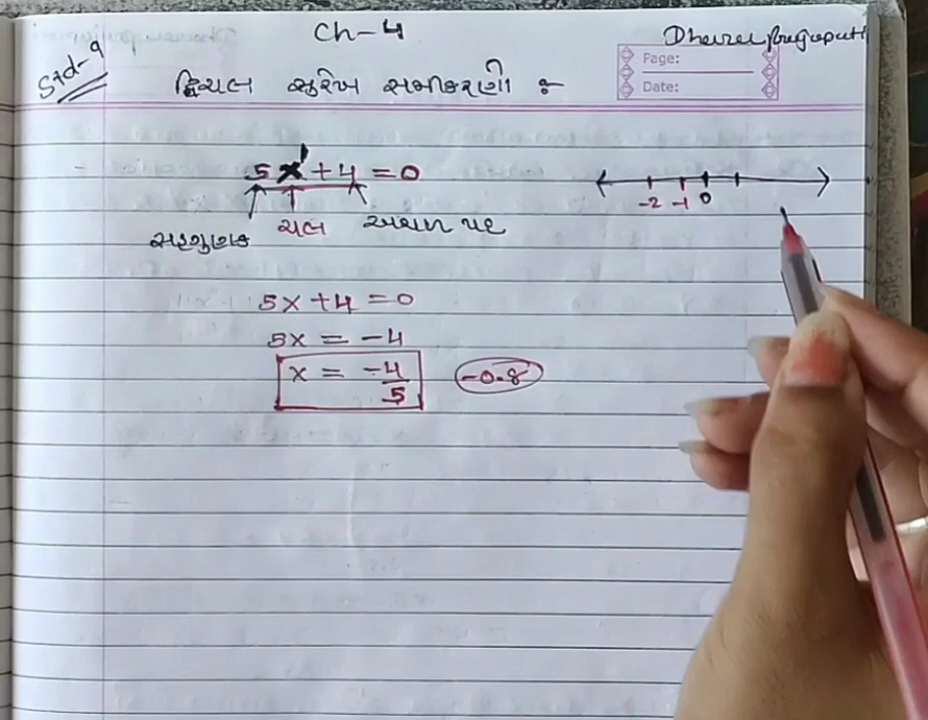 Ch-4
Std-9
Page:
Date:
દ્વિચલ સુરેખ સમીકરણો :-
5x¹ + 4 = 0
-2 -1 0
સહગુણક ચલ અચળ પદ
5x + 4 = 0
5x = -4
x = -4/5 -0.8